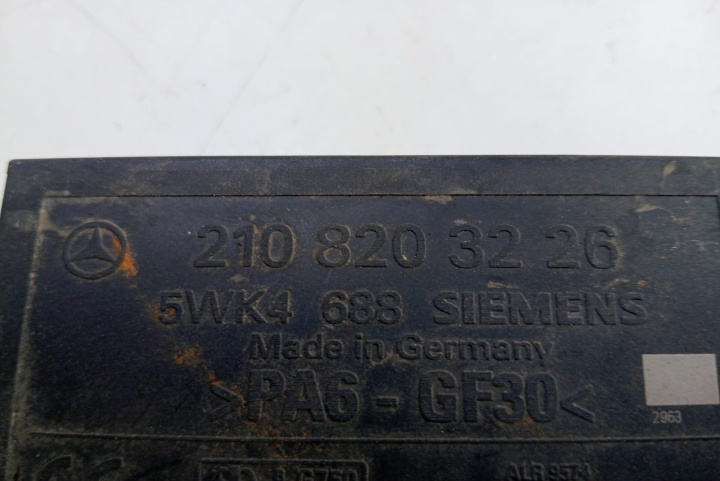 210 820 32 26
5WK4 688 SIEMENS
Made in Germany
>PA6-GF30<
2963